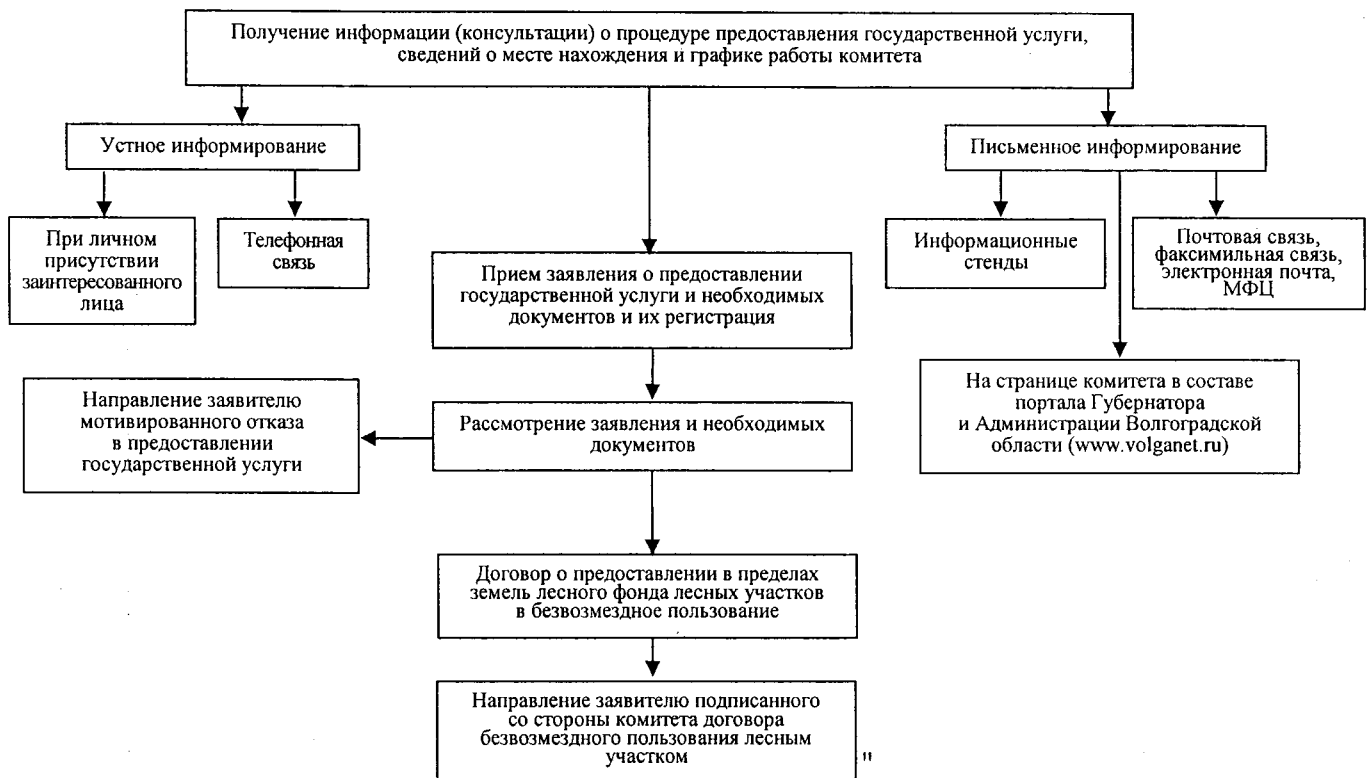 Получение информации (консультации) о процедуре предоставления государственной услуги,
сведений о месте нахождения и графике работы комитета
Устное информирование
Письменное информирование
При личном
присутствии
заинтересованного
лица
Телефонная
связь
Информационные
стенды
Почтовая связь,
факсимильная связь,
электронная почта,
МФЦ
Прием заявления о предоставлении
государственной услуги и необходимых
документов и их регистрация
На странице комитета в составе
портала Губернатора
и Администрации Волгоградской
области (www.volganet.ru)
Направление заявителю
мотивированного отказа
в предоставлении
государственной услуги
Рассмотрение заявления и необходимых
документов
Договор о предоставлении в пределах
земель лесного фонда лесных участков
в безвозмездное пользование
Направление заявителю подписанного
со стороны комитета договора
безвозмездного пользования лесным
участком "